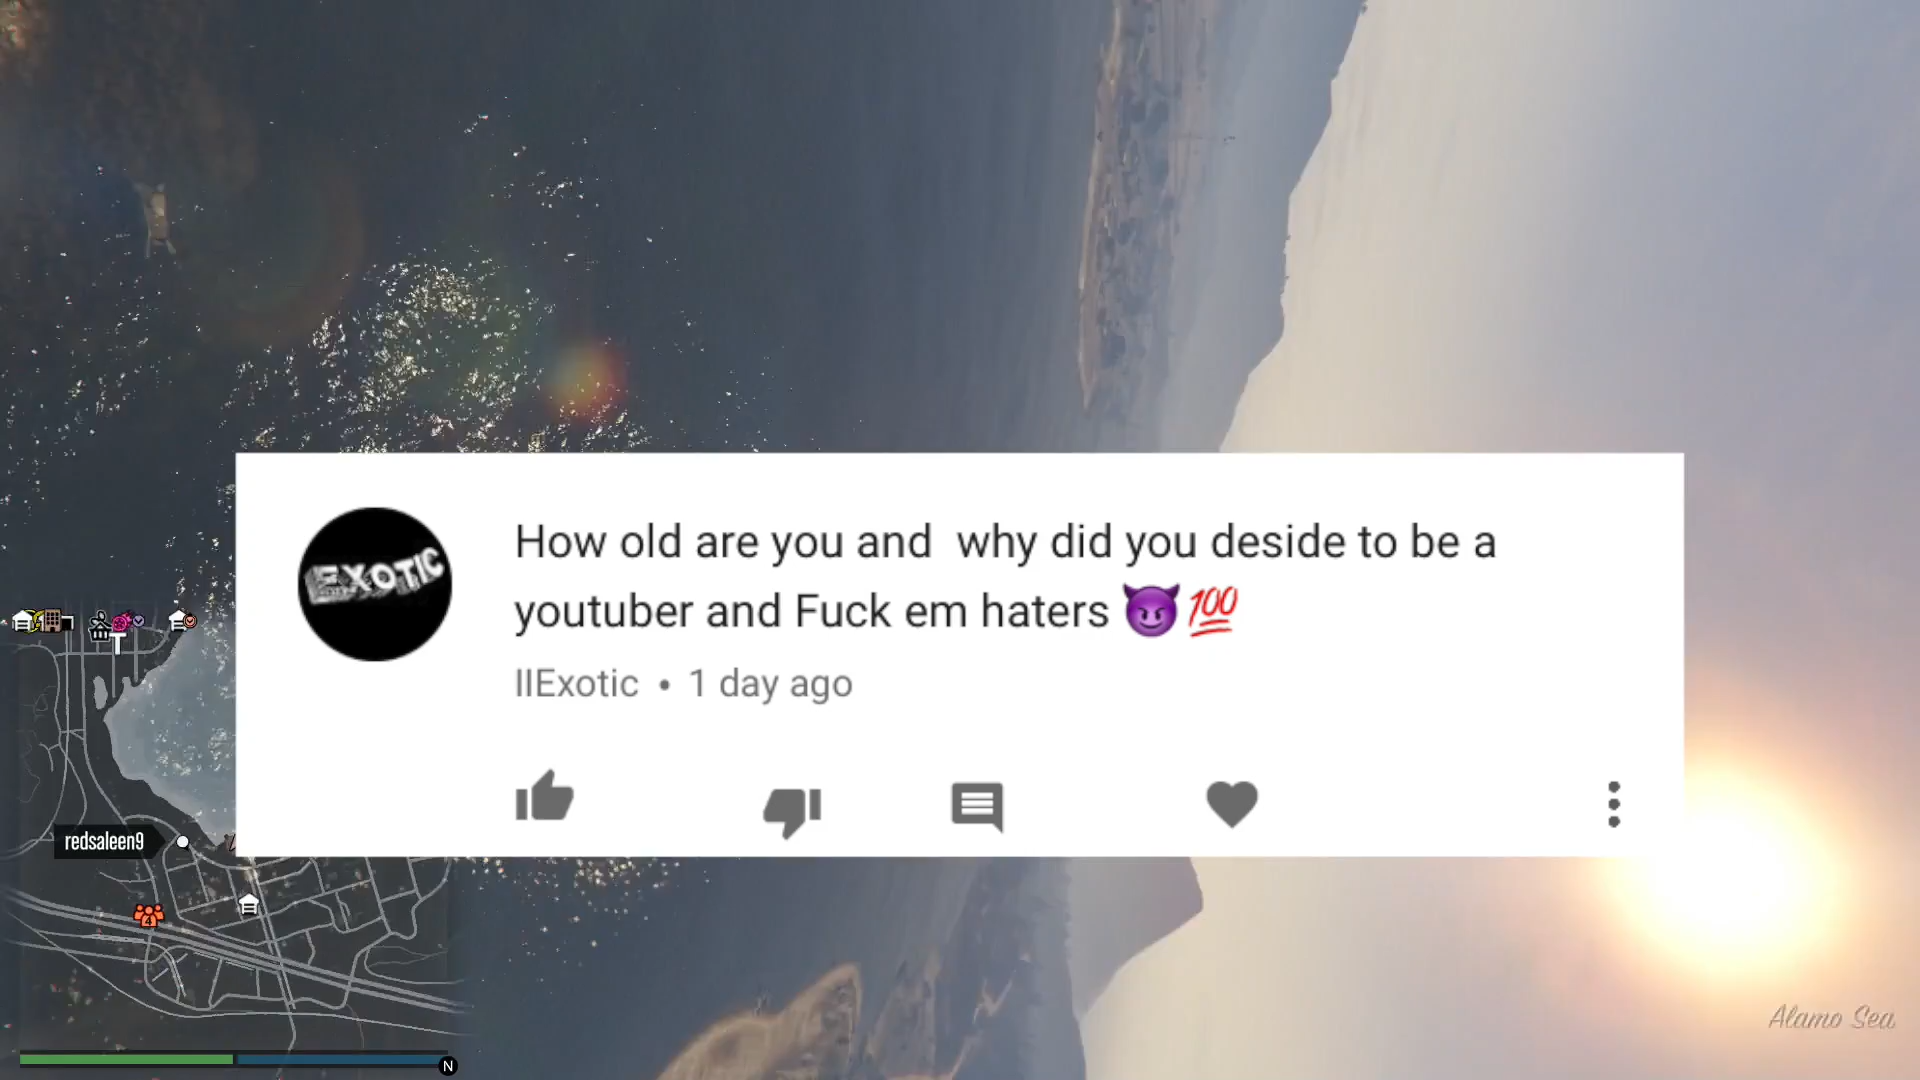 EXOTIC
How old are you and  why did you deside to be a
youtuber and Fuck em haters 😈💯
IIExotic • 1 day ago
redsaleen9
4
N
Alamo Sea